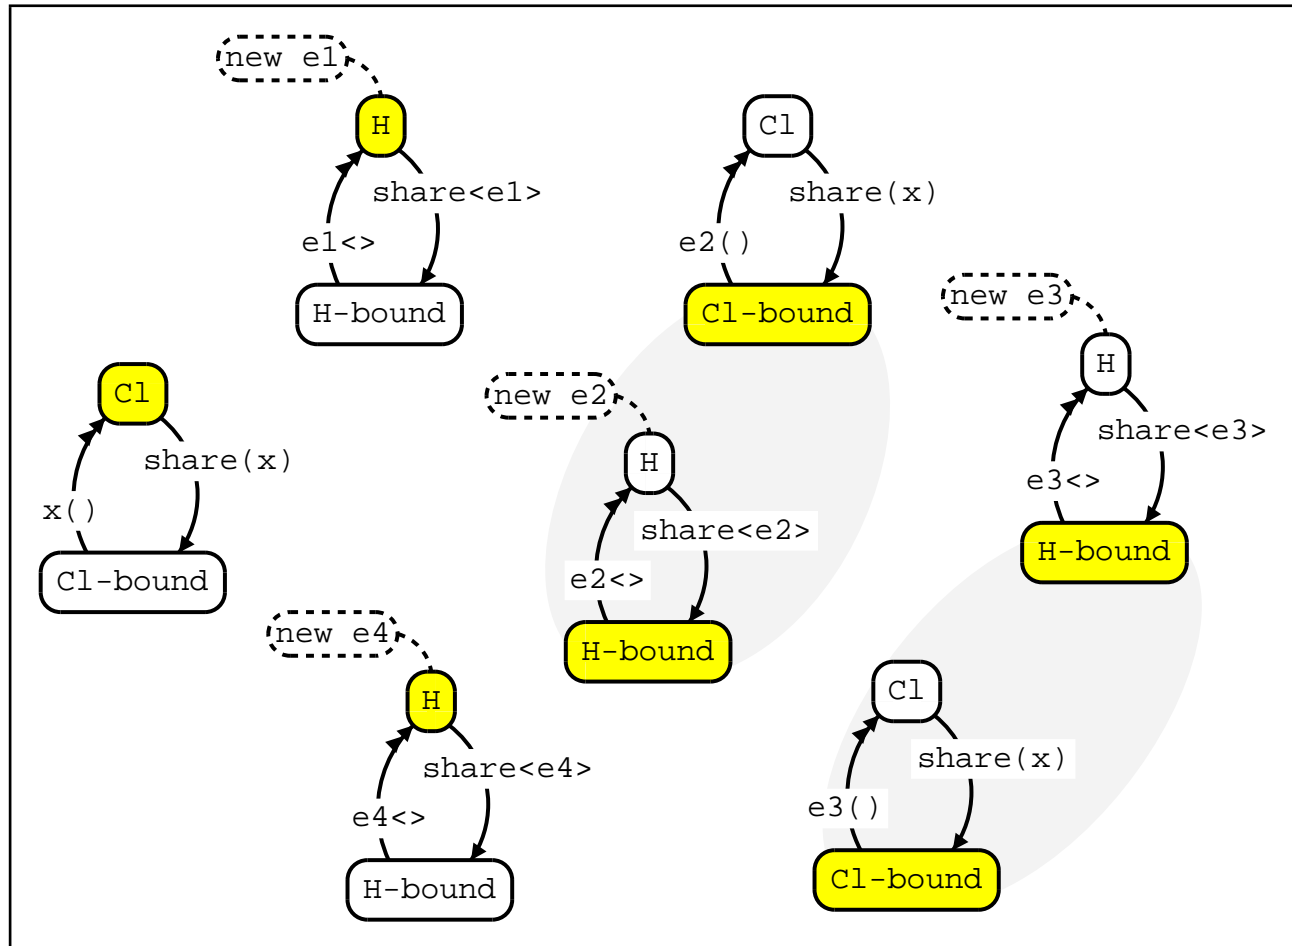 new e1
H
share<e1>
e1<>
H-bound
Cl
share(x)
e2()
Cl-bound
new e3
H
share<e3>
e3<>
H-bound
Cl
share(x)
x()
Cl-bound
new e2
H
share<e2>
e2<>
H-bound
new e4
H
share<e4>
e4<>
H-bound
Cl
share(x)
e3()
Cl-bound